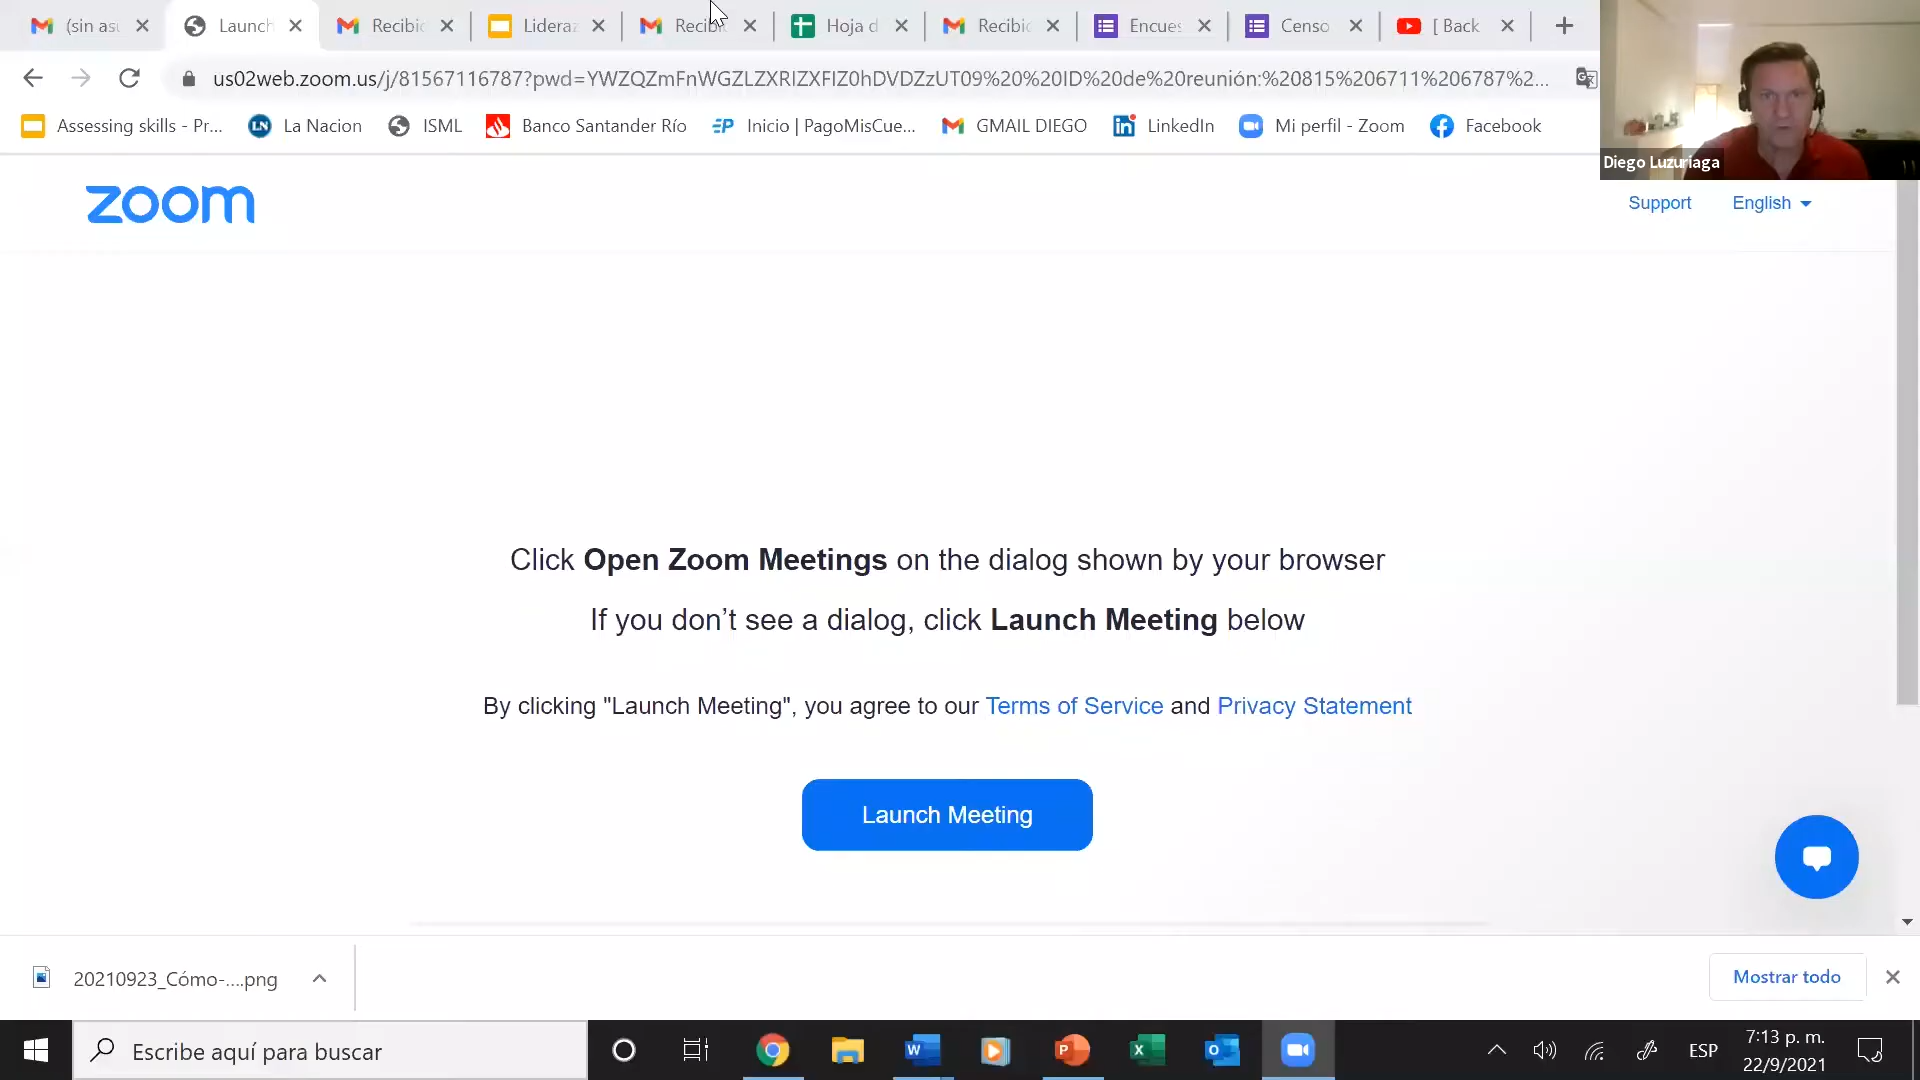 (sin ası
Launch
Recibic
Lideraz
Recibic
Hoja d
Recibic
Encues
Censo
[ Back
us02web.zoom.us/j/81567116787?pwd=YWZQZmFnWGZLZXRIZXFIZ0hDVDZzUT09%20%20ID%20de%20reunión:%20815%206711%206787%2...
Assessing skills - Pr...
La Nacion
ISML
Banco Santander Río
Inicio | PagoMisCue...
GMAIL DIEGO
LinkedIn
Mi perfil - Zoom
Facebook
Diego Luzuriaga
zoom
Support
English
Click Open Zoom Meetings on the dialog shown by your browser
If you don’t see a dialog, click Launch Meeting below
By clicking "Launch Meeting", you agree to our Terms of Service and Privacy Statement
Launch Meeting
20210923_Cómo-....png
Mostrar todo
Escribe aquí para buscar
ESP
7:13 p. m.
22/9/2021